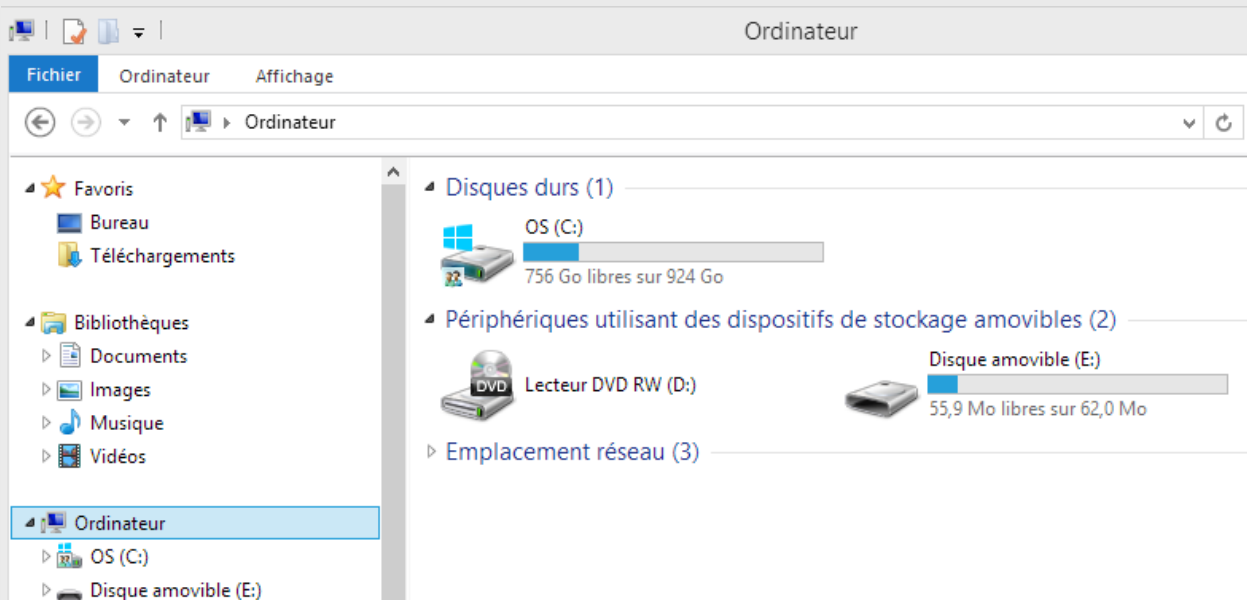 Ordinateur
Fichier
Ordinateur
Affichage
Ordinateur
Favoris
Bureau
Téléchargements
Bibliothèques
Documents
Images
Musique
Vidéos
Ordinateur
OS (C:)
Disque amovible (E:)
Disques durs (1)
OS (C:)
756 Go libres sur 924 Go
Périphériques utilisant des dispositifs de stockage amovibles (2)
DVD
Lecteur DVD RW (D:)
Disque amovible (E:)
55,9 Mo libres sur 62,0 Mo
Emplacement réseau (3)